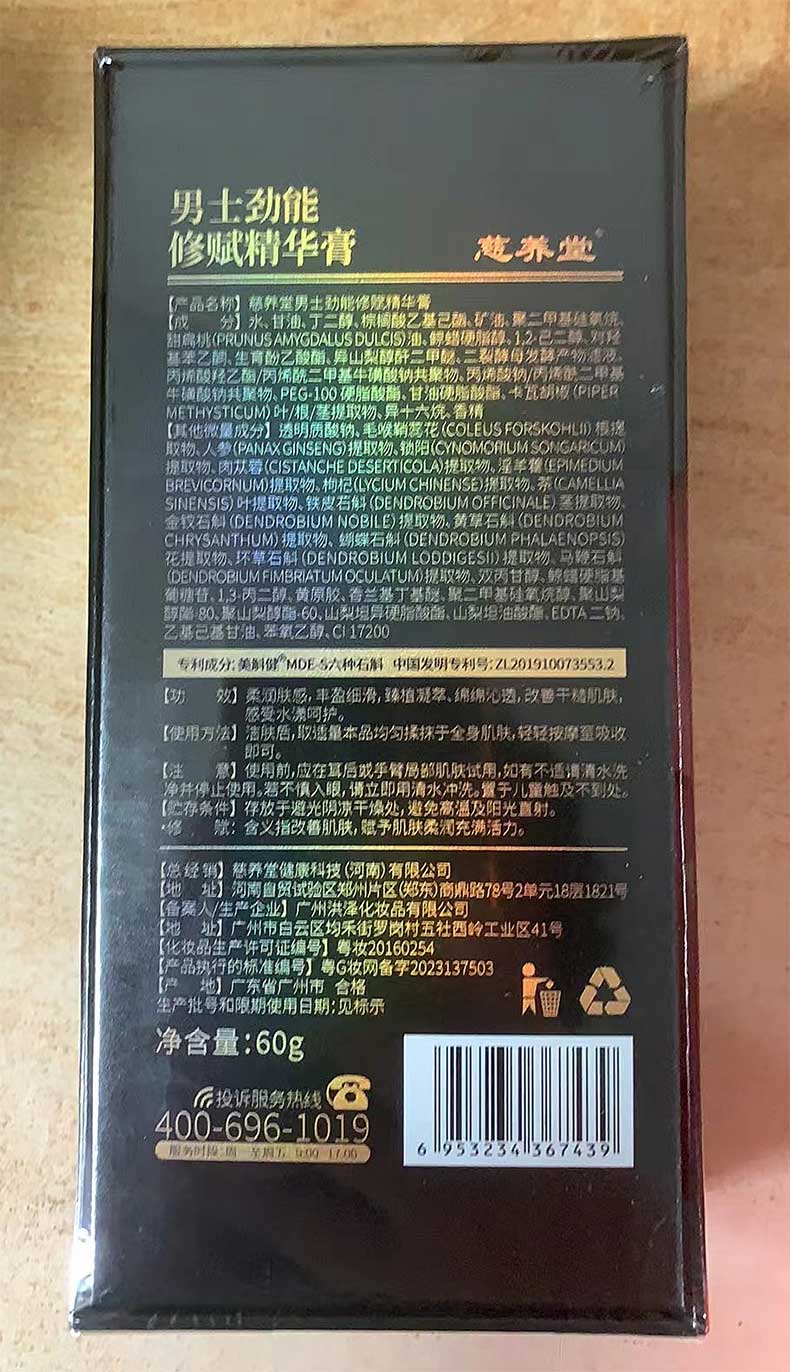 男士劲能
修赋精华膏
慈养堂®
【产品名称】慈养堂男士劲能修赋精华膏
【成 分】水、甘油、丁二醇、棕榈酸乙基己酯、矿油、聚二甲基硅氧烷、
甜扁桃(PRUNUS AMYGDALUS DULCIS)油、鲸蜡硬脂醇、1,2-己二醇、对羟
基苯乙酮、生育酚乙酸酯、异山梨醇酐二甲醚、二裂酵母发酵产物滤液、
丙烯酸羟乙酯/丙烯酰二甲基牛磺酸钠共聚物、丙烯酸钠/丙烯酰二甲基
牛磺酸钠共聚物、PEG-100 硬脂酸酯、甘油硬脂酸酯、卡瓦胡椒(PIPER
METHYSTICUM)叶/根/茎提取物、异十六烷、香精
【其他微量成分】透明质酸钠、毛喉鞘蕊花(COLEUS FORSKOHLII)根提
取物、人参(PANAX GINSENG)提取物、锁阳(CYNOMORIUM SONGARICUM)
提取物、肉苁蓉(CISTANCHE DESERTICOLA)提取物、淫羊藿(EPIMEDIUM
BREVICORNUM)提取物、枸杞(LYCIUM CHINENSE)提取物、茶(CAMELLIA
SINENSIS)叶提取物、铁皮石斛(DENDROBIUM OFFICINALE)茎提取物、
金钗石斛(DENDROBIUM NOBILE)提取物、黄草石斛(DENDROBIUM
CHRYSANTHUM)提取物、蝴蝶石斛(DENDROBIUM PHALAENOPSIS)
花提取物、环草石斛(DENDROBIUM LODDIGESII)提取物、马鞭石斛
(DENDROBIUM FIMBRIATUM OCULATUM)提取物、双丙甘醇、鲸蜡硬脂基
葡糖苷、1,3-丙二醇、黄原胶、香兰基丁基醚、聚二甲基硅氧烷醇、聚山梨
醇酯-80、聚山梨醇酯-60、山梨坦异硬脂酸酯、山梨坦油酸酯、EDTA 二钠、
乙基己基甘油、苯氧乙醇、CI 17200
专利成分:美斛健®MDE-S六种石斛 中国发明专利号:ZL201910073553.2
【功 效】柔润肤感,丰盈细滑,臻植凝萃、绵绵沁透,改善干糙肌肤,
感受水漾呵护。
【使用方法】洁肤后,取适量本品均匀揉抹于全身肌肤,轻轻按摩至吸收
即可。
【注 意】使用前,应在耳后或手臂局部肌肤试用,如有不适请清水洗
净并停止使用。若不慎入眼,请立即用清水冲洗。置于儿童触及不到处。
【贮存条件】存放于避光阴凉干燥处,避免高温及阳光直射。
·修 赋:含义指改善肌肤,赋予肌肤柔润充满活力。
【总经销】慈养堂健康科技(河南)有限公司
【地 址】河南自贸试验区郑州片区(郑东)商鼎路78号2单元18层1821号
【备案人/生产企业】广州洪泽化妆品有限公司
【地 址】广州市白云区均禾街罗岗村五社西岭工业区41号
【化妆品生产许可证编号】粤妆20160254
【产品执行的标准编号】粤G妆网备字2023137503
【产 地】广东省广州市 合格
生产批号和限期使用日期:见标示
净含量:60g
投诉服务热线
400-696-1019
服务时段:周一至周五 9:00-17:00
6 953234 367439